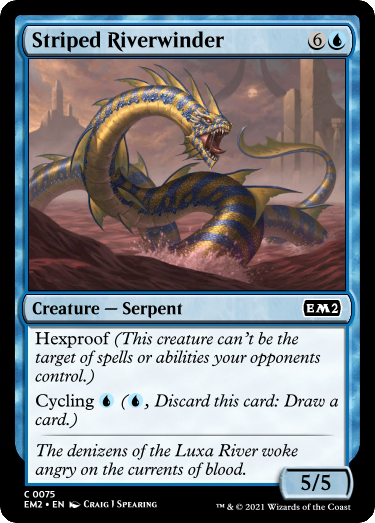 Striped Riverwinder 6
Creature — Serpent EM2
Hexproof (This creature can't be the
target of spells or abilities your opponents
control.)
Cycling (, Discard this card: Draw a
card.)
The denizens of the Luxa River woke
angry on the currents of blood.
5/5
C 0075
EM2 • EN CRAIG J SPEARING ™ & © 2021 Wizards of the Coast